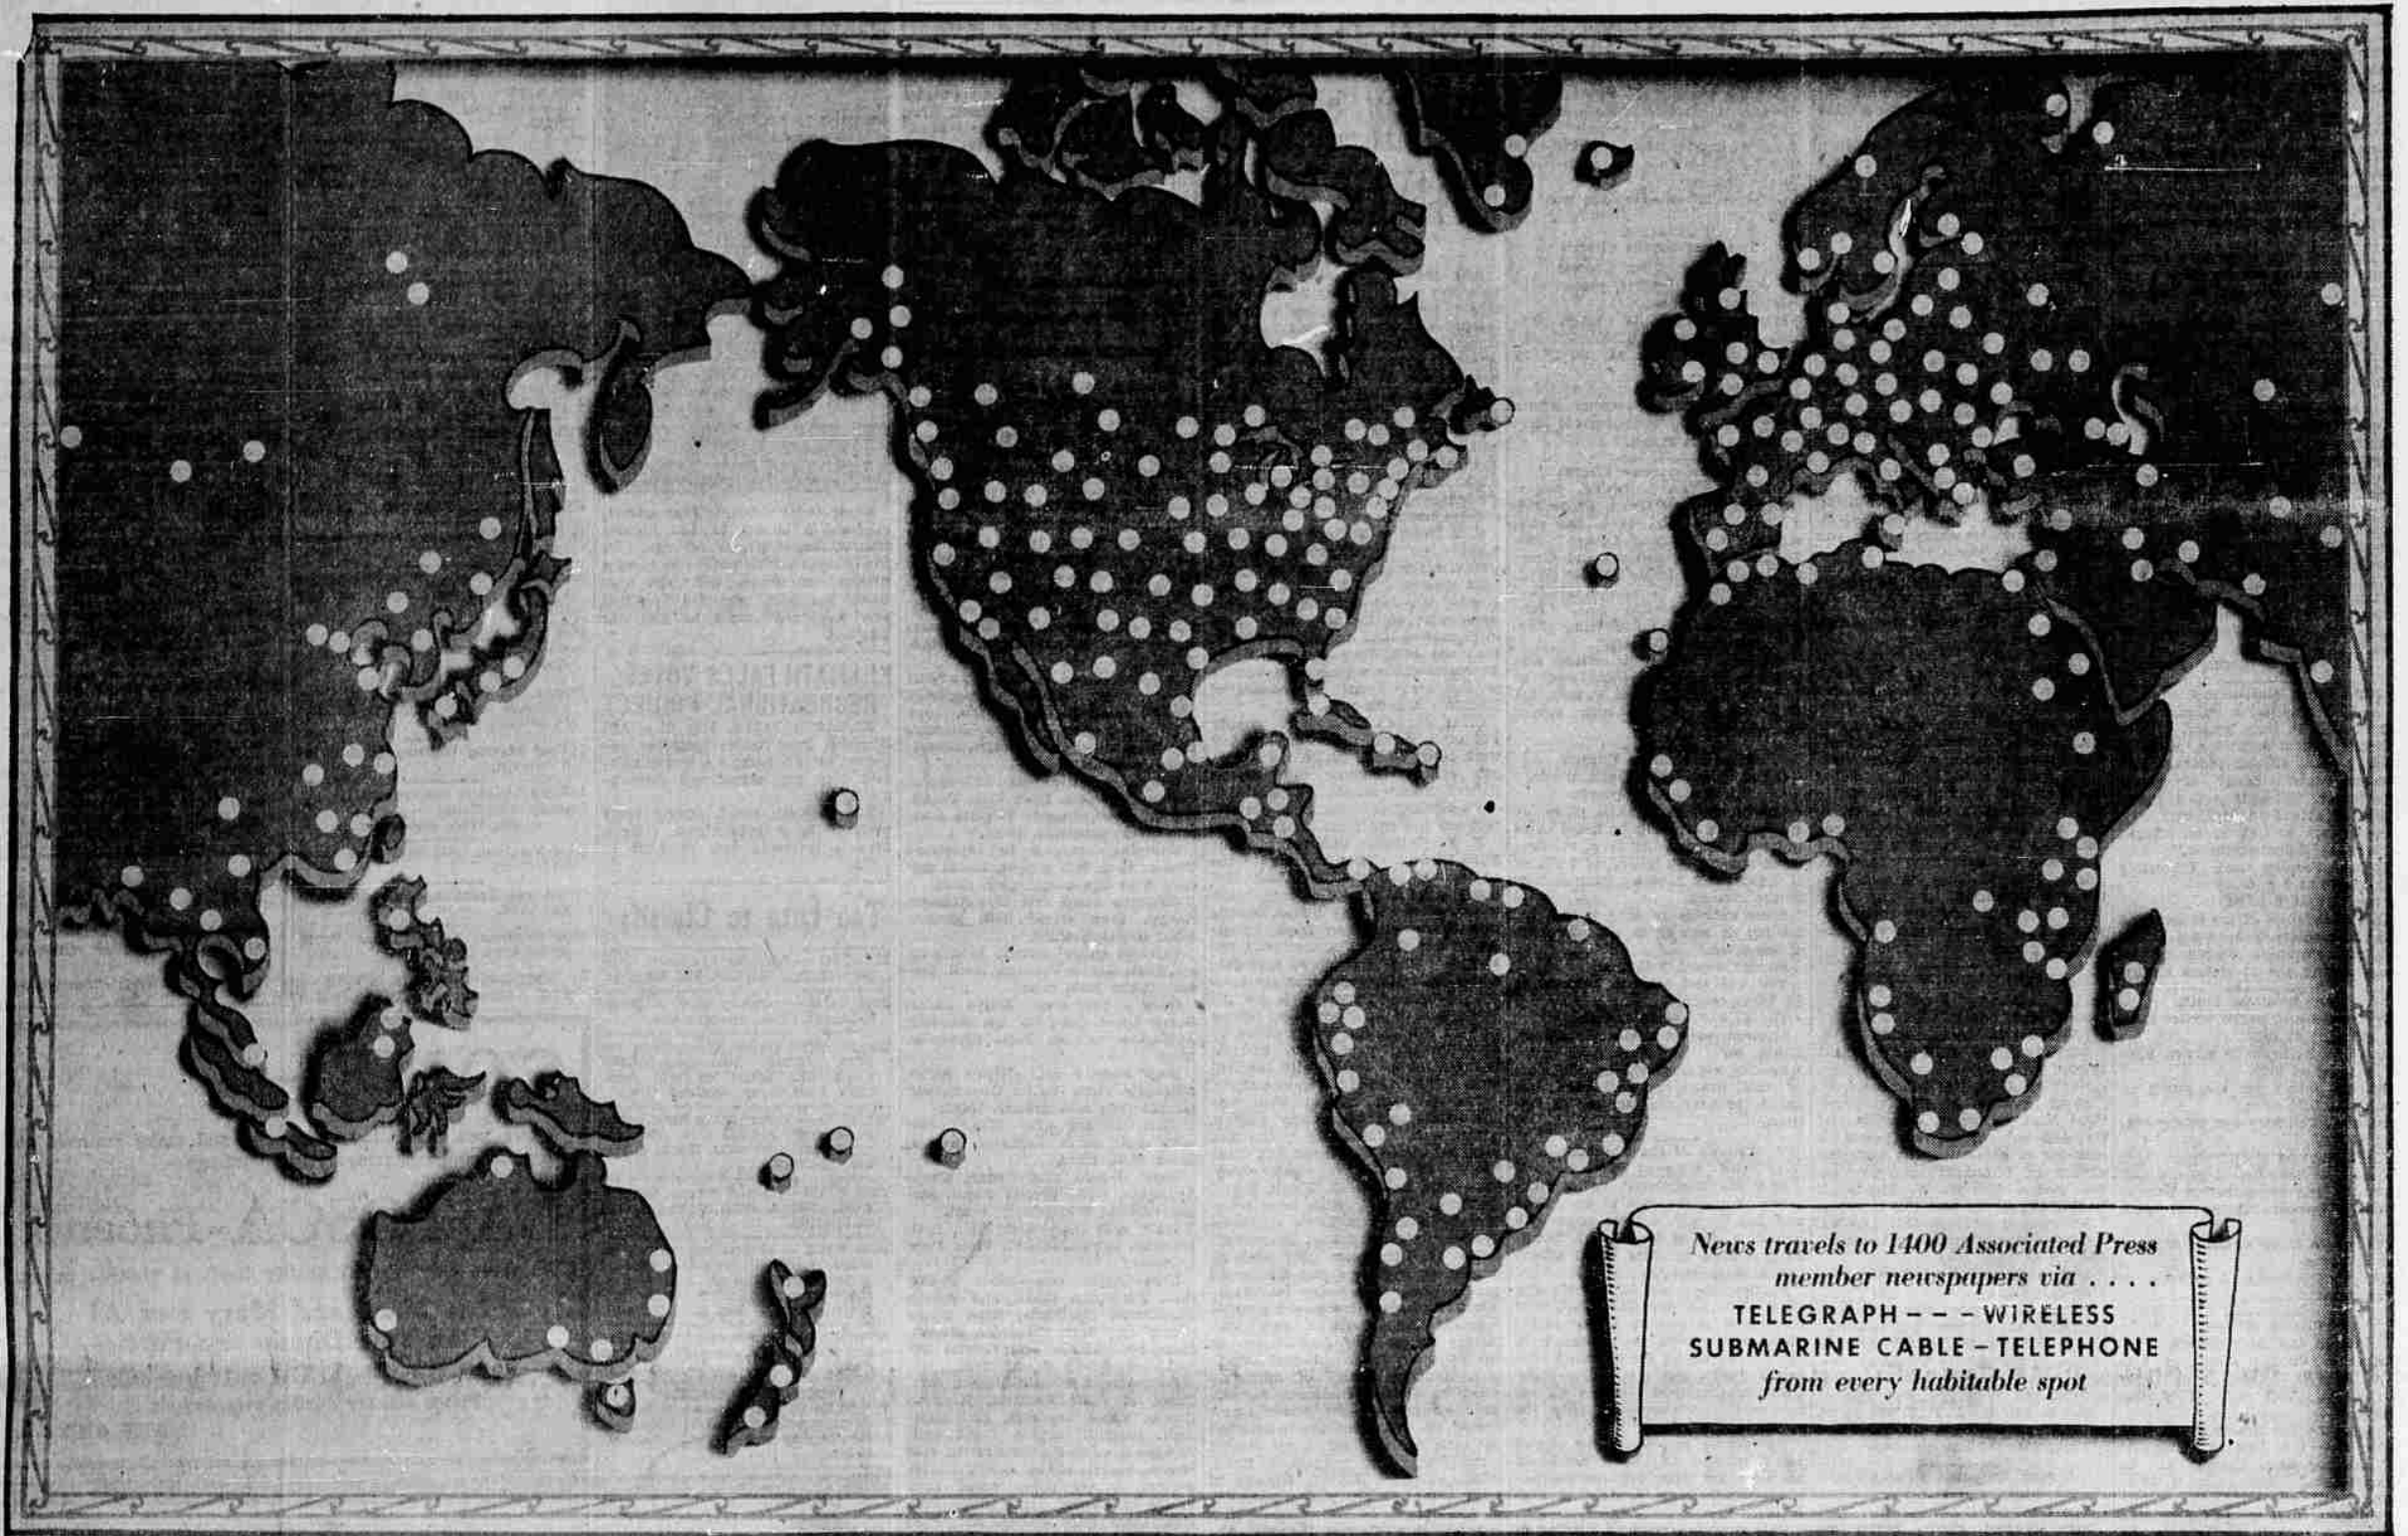 News travels to 1400 Associated Press
member newspapers via . . . .
TELEGRAPH – – – WIRELESS
SUBMARINE CABLE – TELEPHONE
from every habitable spot